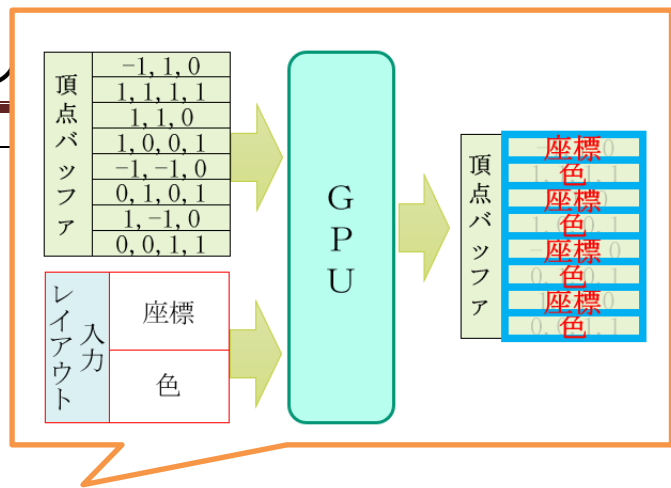 頂点バッファ
-1, 1, 0
1, 1, 1, 1
1, 1, 0
1, 0, 0, 1
-1, -1, 0
0, 1, 0, 1
1, -1, 0
0, 0, 1, 1
入力
レイアウト
座標
色
GPU
頂点バッファ
座標
色
座標
色
座標
色
座標
色